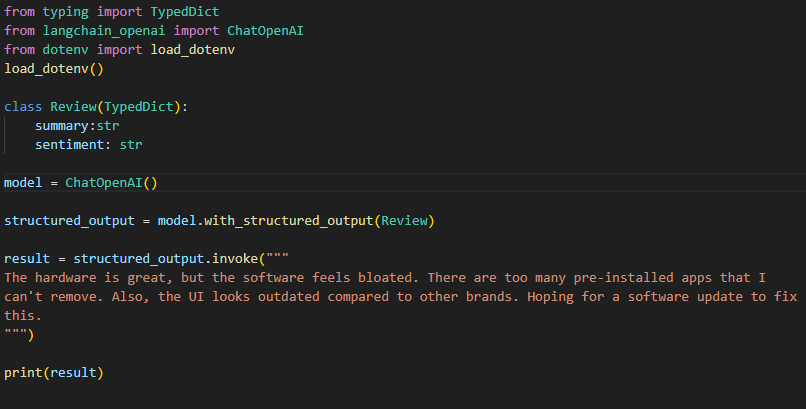 from typing import TypedDict
from langchain_openai import ChatOpenAI
from dotenv import load_dotenv
load_dotenv()
class Review(TypedDict):
    summary:str
    sentiment: str
model = ChatOpenAI()
structured_output = model.with_structured_output(Review)
result = structured_output.invoke("""
The hardware is great, but the software feels bloated. There are too many pre-installed apps that I
can't remove. Also, the UI looks outdated compared to other brands. Hoping for a software update to fix
this.
""")
print(result)